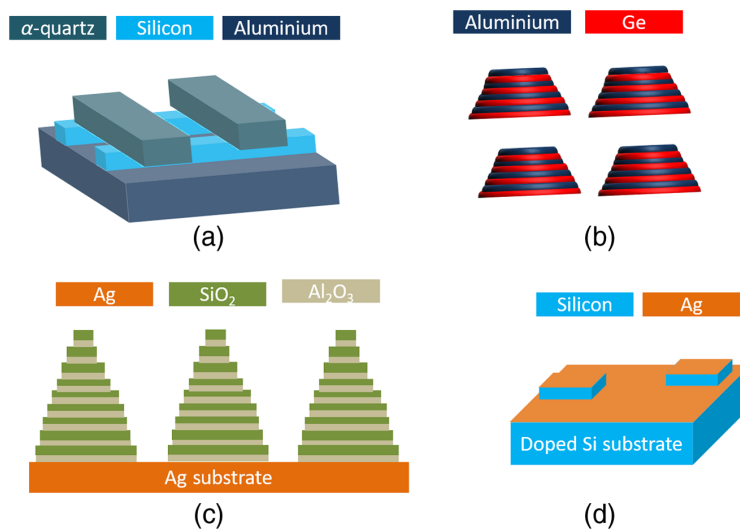 α-quartz Silicon Aluminium
Aluminium Ge
(a)
(b)
Ag SiO₂ Al₂O₃
Silicon Ag
Doped Si substrate
Ag substrate
(c)
(d)